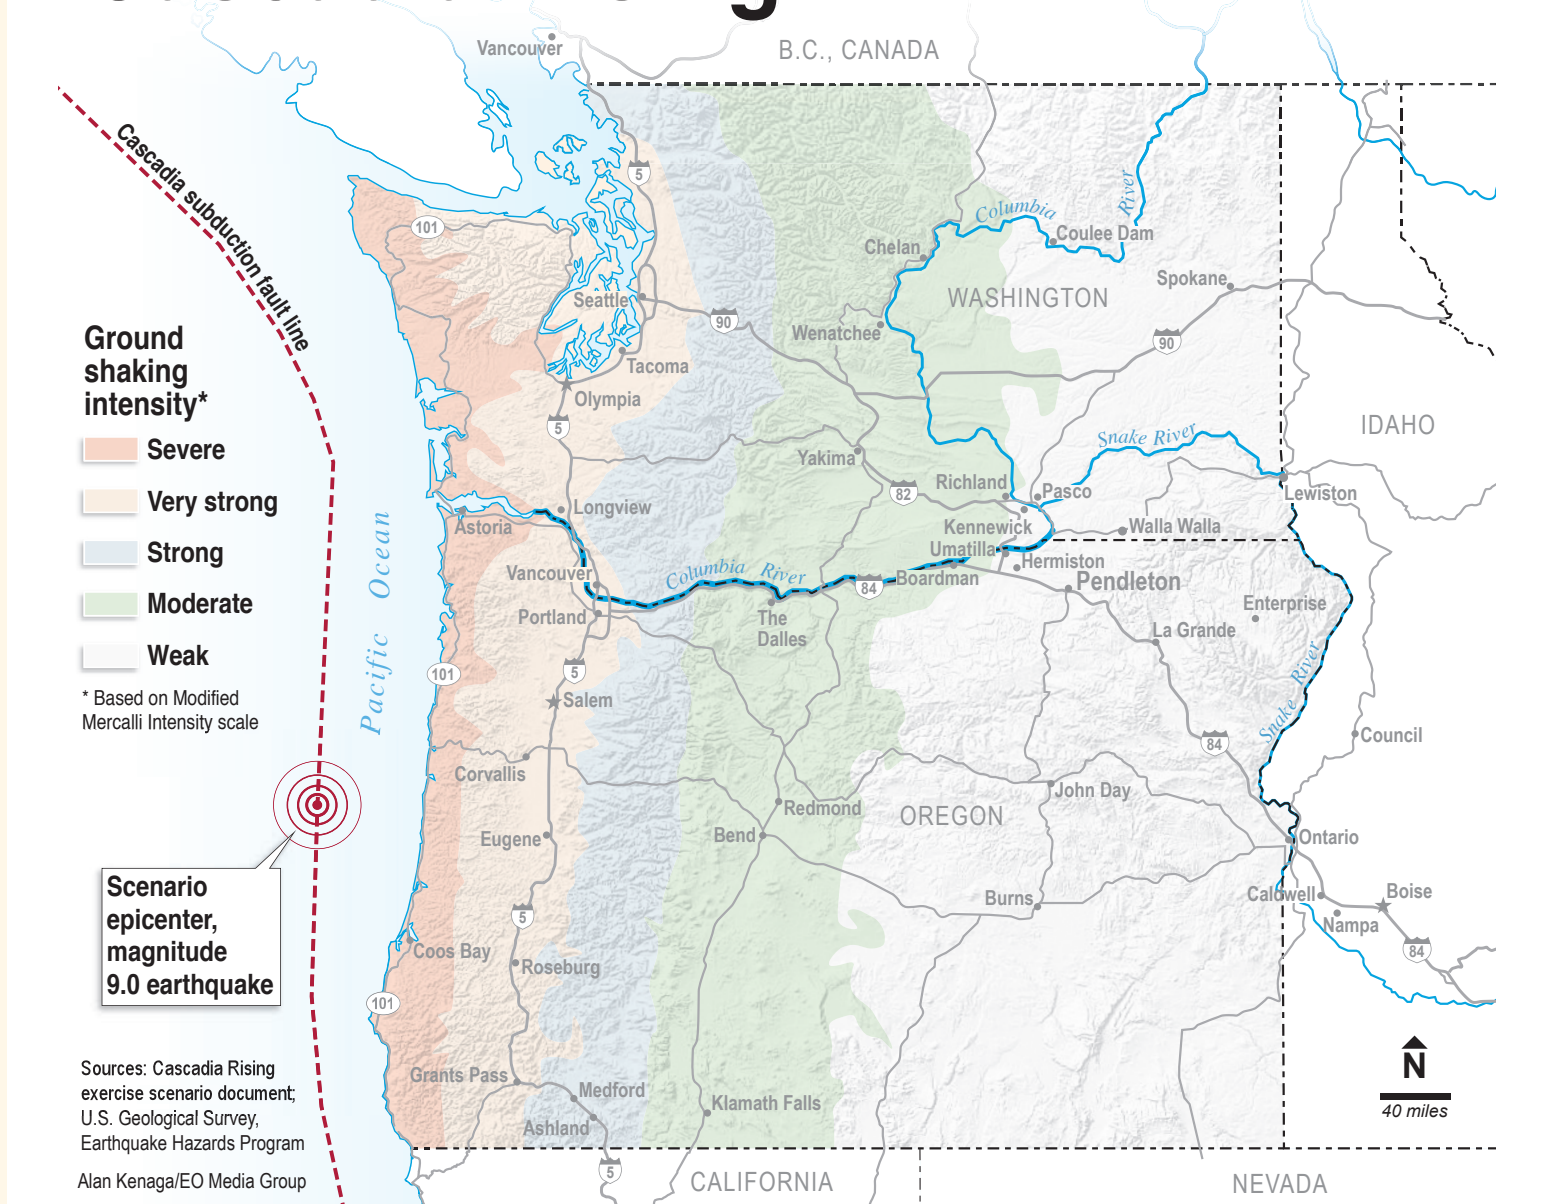 Vancouver
B.C., CANADA
Cascadia subduction fault line
5
101
Columbia
River
Coulee Dam
Chelan
Spokane
WASHINGTON
Seattle
90
Wenatchee
90
Ground
shaking
intensity*
Severe
Very strong
Strong
Moderate
Weak
* Based on Modified
Mercalli Intensity scale
Tacoma
Olympia
5
IDAHO
Snake River
Yakima
82
Richland
Pasco
Lewiston
Longview
Astoria
Kennewick
Walla Walla
Umatilla
Hermiston
Pacific Ocean
Vancouver
Columbia River
84
Boardman
Pendleton
Enterprise
Portland
The
Dalles
La Grande
101
5
Salem
Snake River
84
Council
Corvallis
John Day
Redmond
OREGON
Eugene
Bend
Ontario
Scenario
epicenter,
magnitude
9.0 earthquake
5
Burns
Caldwell
Boise
Nampa
84
Coos Bay
Roseburg
101
N
40 miles
Sources: Cascadia Rising
exercise scenario document;
U.S. Geological Survey,
Earthquake Hazards Program
Alan Kenaga/EO Media Group
Grants Pass
Medford
Klamath Falls
Ashland
5
CALIFORNIA
NEVADA